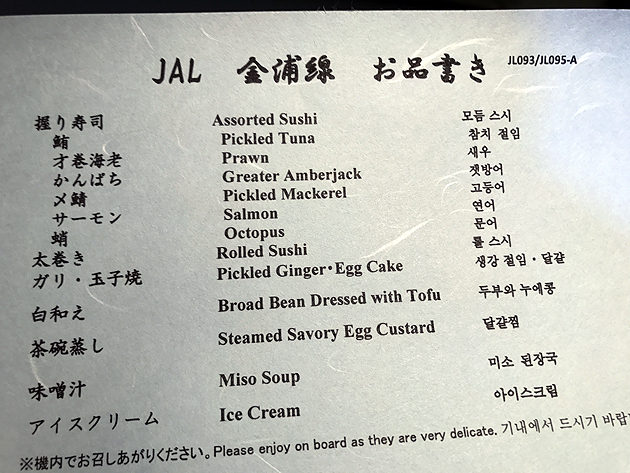 JAL 金浦線 お品書き JL093/JL095-A
握り寿司 Assorted Sushi 모듬 스시
鮪 Pickled Tuna 참치 절임
才巻海老 Prawn 새우
かんぱち Greater Amberjack 잿방어
〆鯖 Pickled Mackerel 고등어
サーモン Salmon 연어
蛸 Octopus 문어
太巻き Rolled Sushi 롤 스시
ガリ・玉子焼 Pickled Ginger・Egg Cake 생강 절임・달걀
白和え Broad Bean Dressed with Tofu 두부와 누에콩
茶碗蒸し Steamed Savory Egg Custard 달걀찜
味噌汁 Miso Soup 미소 된장국
アイスクリーム Ice Cream 아이스크림
※機内でお召しあがりください。Please enjoy on board as they are very delicate. 기내에서 드시기 바랍